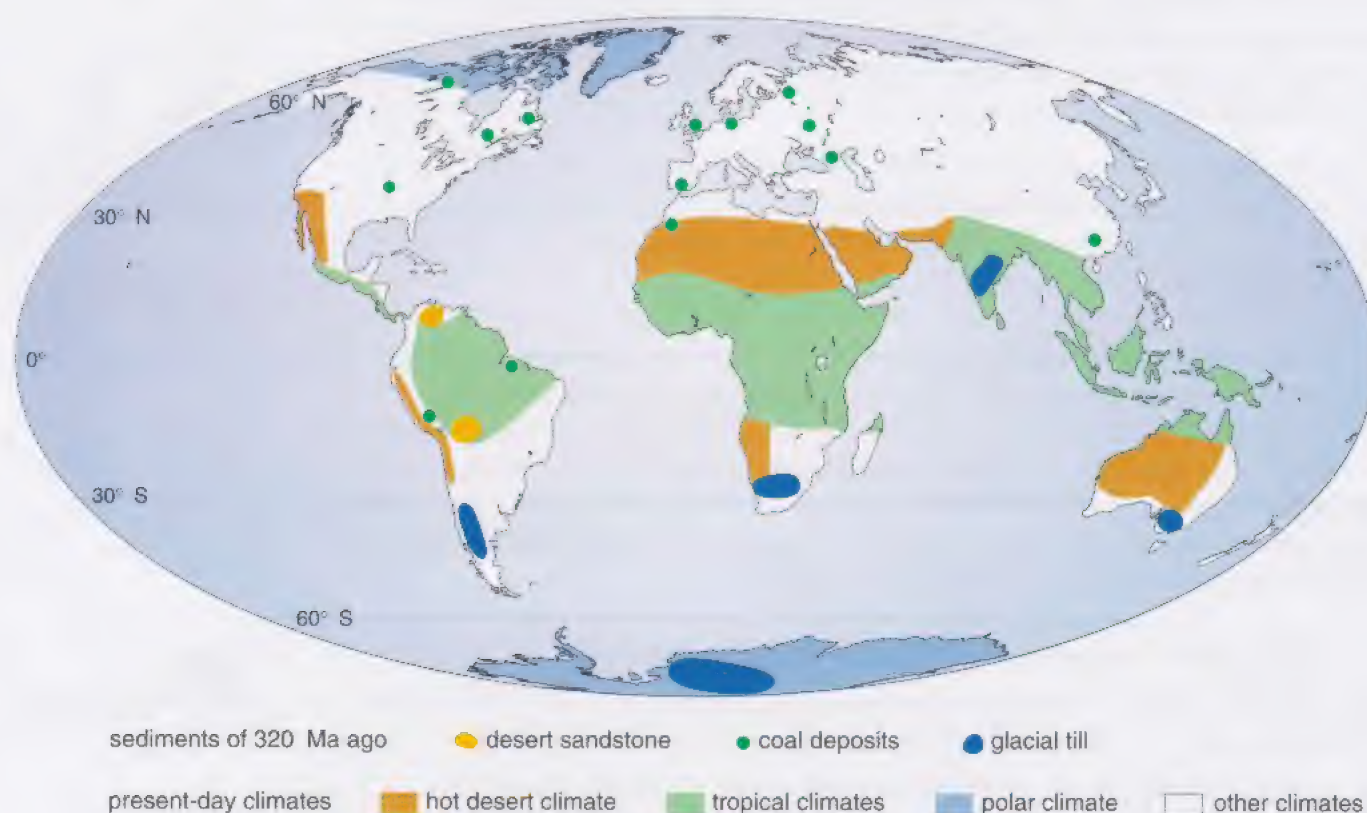 60° N
30° N
0°
30° S
60° S
sediments of 320 Ma ago desert sandstone coal deposits glacial till
present-day climates hot desert climate tropical climates polar climate other climates